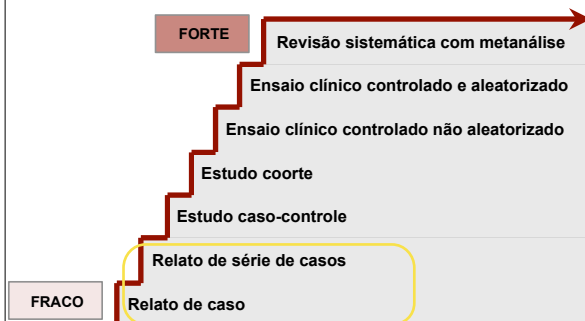 FORTE
Revisão sistemática com metanálise
Ensaio clínico controlado e aleatorizado
Ensaio clínico controlado não aleatorizado
Estudo coorte
Estudo caso-controle
Relato de série de casos
FRACO
Relato de caso